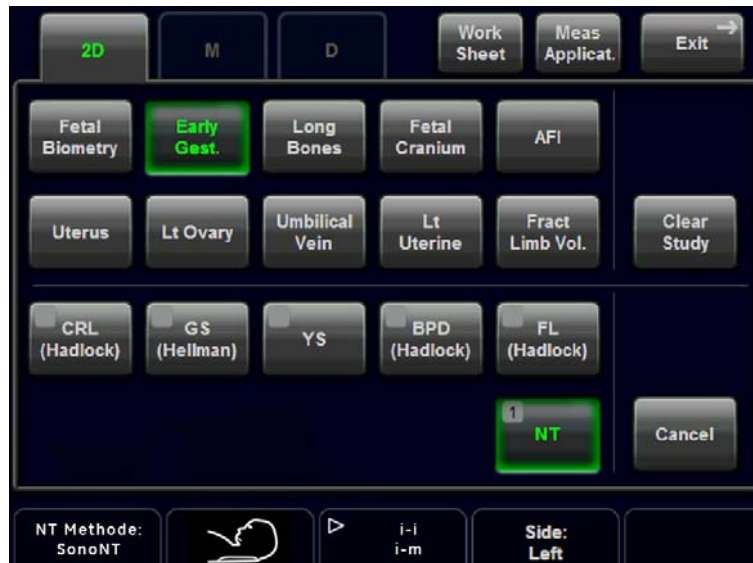 2D
M
D
Work
Sheet
Meas
Applicat.
Exit
Fetal
Biometry
Early
Gest.
Long
Bones
Fetal
Cranium
AFI
Uterus
Lt Ovary
Umbilical
Vein
Lt
Uterine
Fract
Limb Vol.
Clear
Study
CRL
(Hadlock)
GS
(Hellman)
YS
BPD
(Hadlock)
FL
(Hadlock)
1
NT
Cancel
NT Methode:
SonoNT
i-i
i-m
Side:
Left